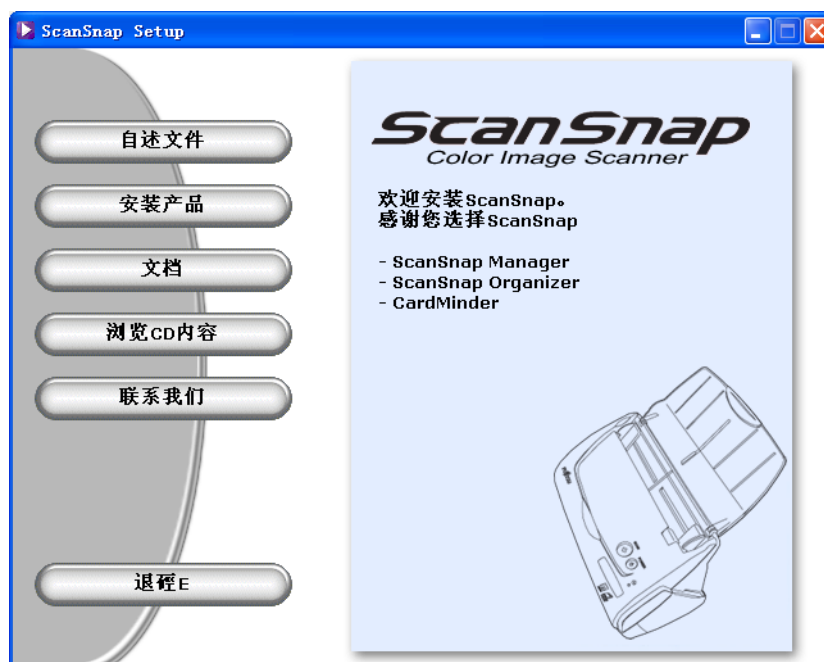 ScanSnap Setup
自述文件
安装产品
文档
浏览CD内容
联系我们
退硿E
ScanSnap
Color Image Scanner
欢迎安装ScanSnap。
感谢您选择ScanSnap
- ScanSnap Manager
- ScanSnap Organizer
- CardMinder